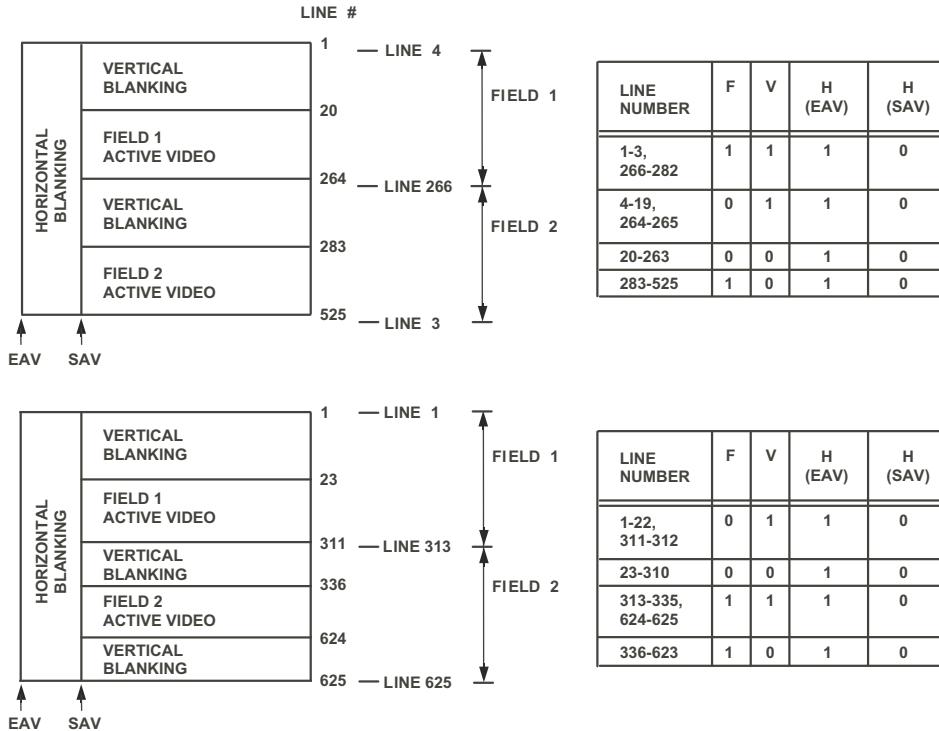 LINE #
HORIZONTAL
BLANKING
VERTICAL
BLANKING
FIELD 1
ACTIVE VIDEO
VERTICAL
BLANKING
FIELD 2
ACTIVE VIDEO
1
20
264
283
525
LINE 4
LINE 266
LINE 3
FIELD 1
FIELD 2
EAV SAV
LINE
NUMBER
F V H
(EAV) H
(SAV)
1-3,
266-282 1 1 1 0
4-19,
264-265 0 1 1 0
20-263 0 0 1 0
283-525 1 0 1 0
HORIZONTAL
BLANKING
VERTICAL
BLANKING
FIELD 1
ACTIVE VIDEO
VERTICAL
BLANKING
FIELD 2
ACTIVE VIDEO
VERTICAL
BLANKING
1
23
311
336
624
625
LINE 1
LINE 313
LINE 625
FIELD 1
FIELD 2
EAV SAV
LINE
NUMBER
F V H
(EAV) H
(SAV)
1-22,
311-312 0 1 1 0
23-310 0 0 1 0
313-335,
624-625 1 1 1 0
336-623 1 0 1 0